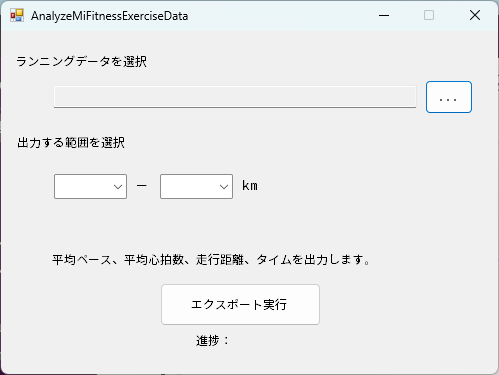 AnalyzeMiFitnessExerciseData
ランニングデータを選択
...
出力する範囲を選択
－ km
平均ペース、平均心拍数、走行距離、タイムを出力します。
エクスポート実行
進捗：